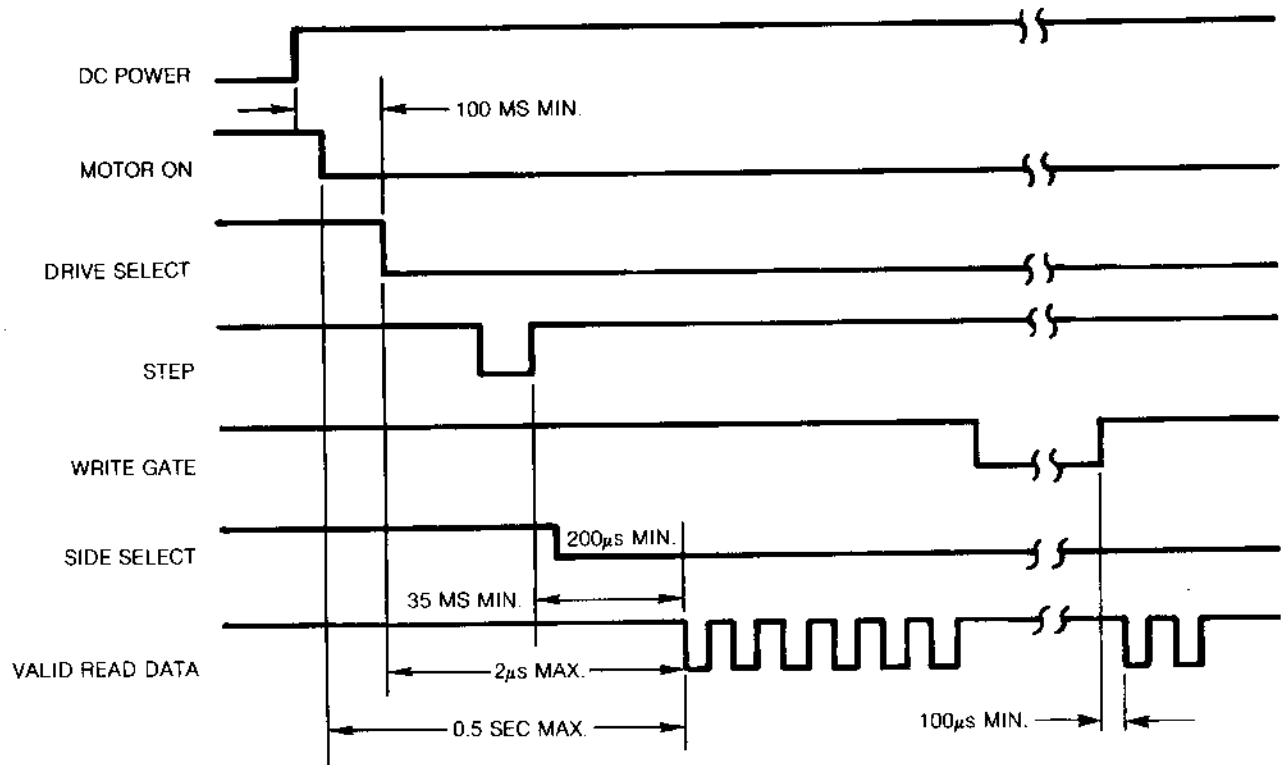 DC POWER
100 MS MIN.
MOTOR ON
DRIVE SELECT
STEP
WRITE GATE
200μs MIN.
SIDE SELECT
35 MS MIN.
VALID READ DATA
2μs MAX.
100μs MIN.
0.5 SEC MAX.